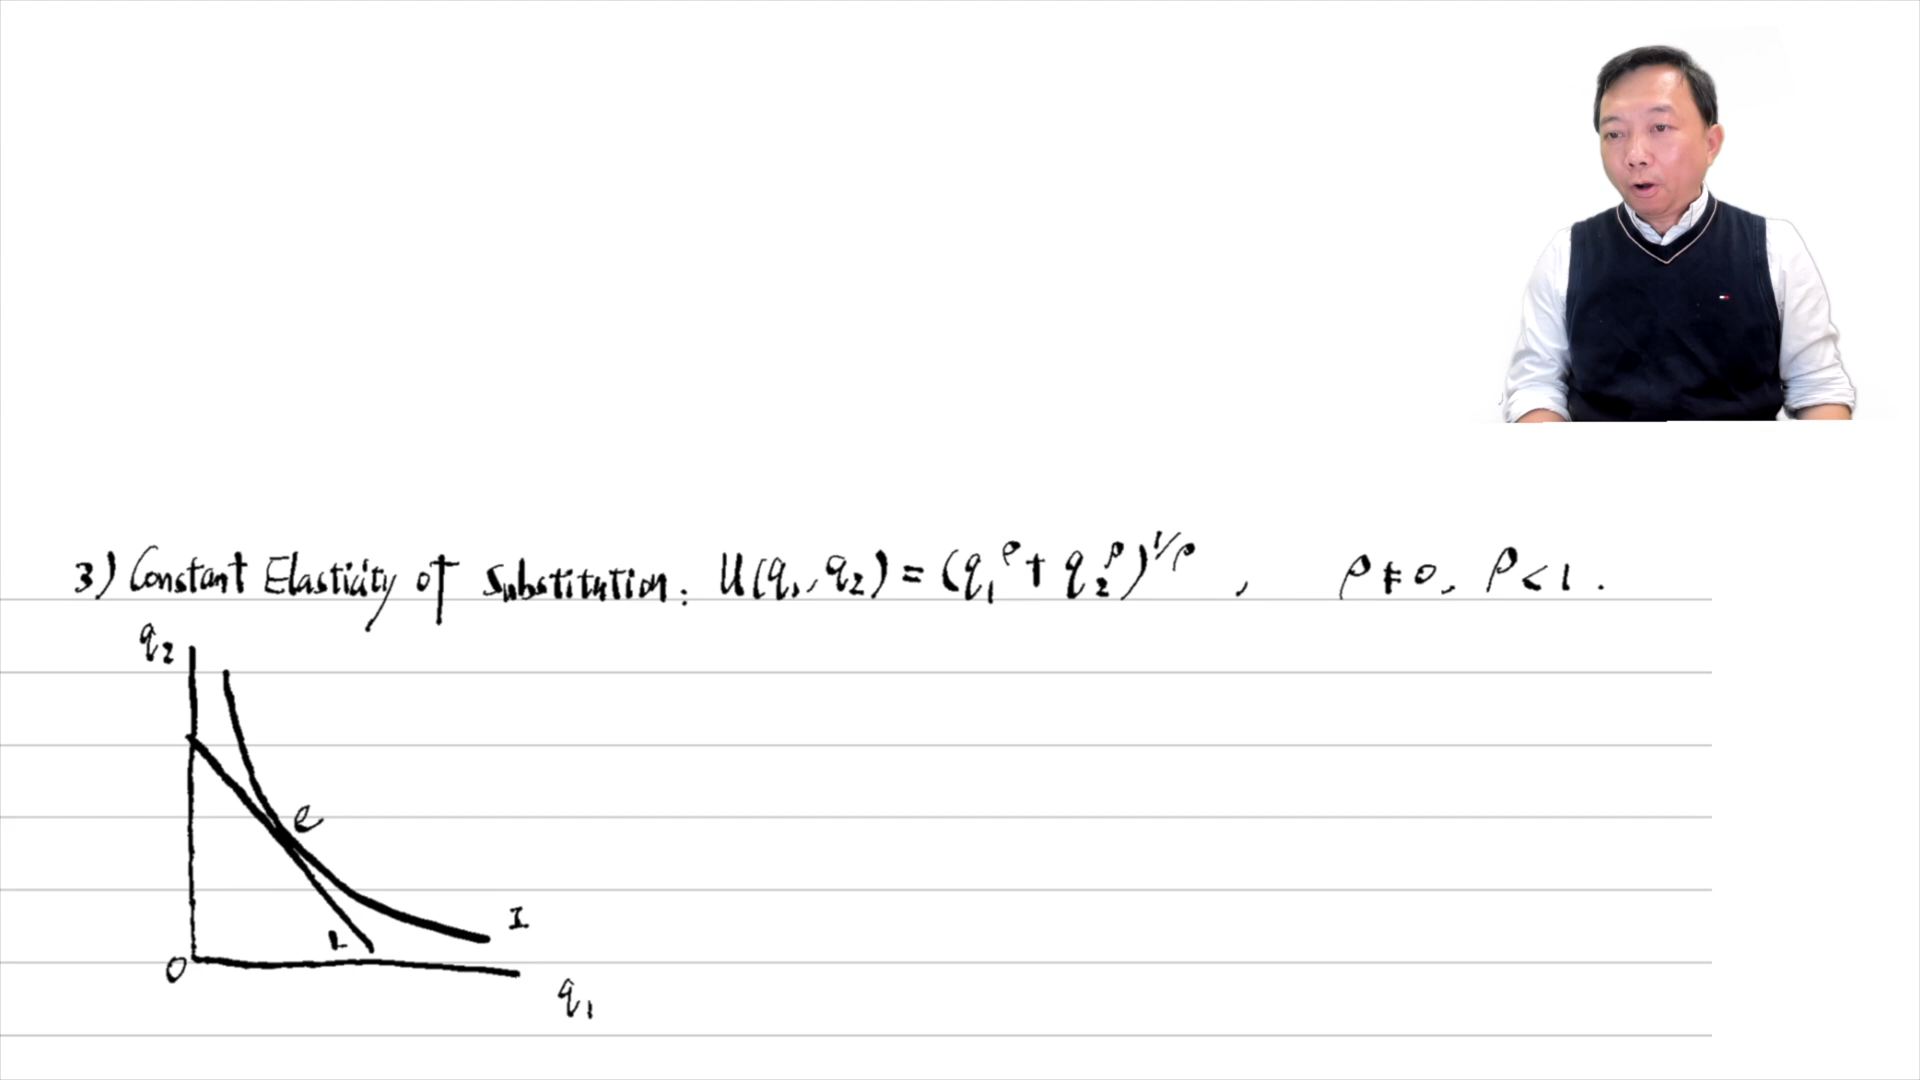 3) Constant Elasticity of Substitution: U(q₁, q₂) = (q₁^ρ + q₂^ρ)^1/ρ , ρ ≠ 0, ρ < 1.
q₂
e
I
L
0
q₁